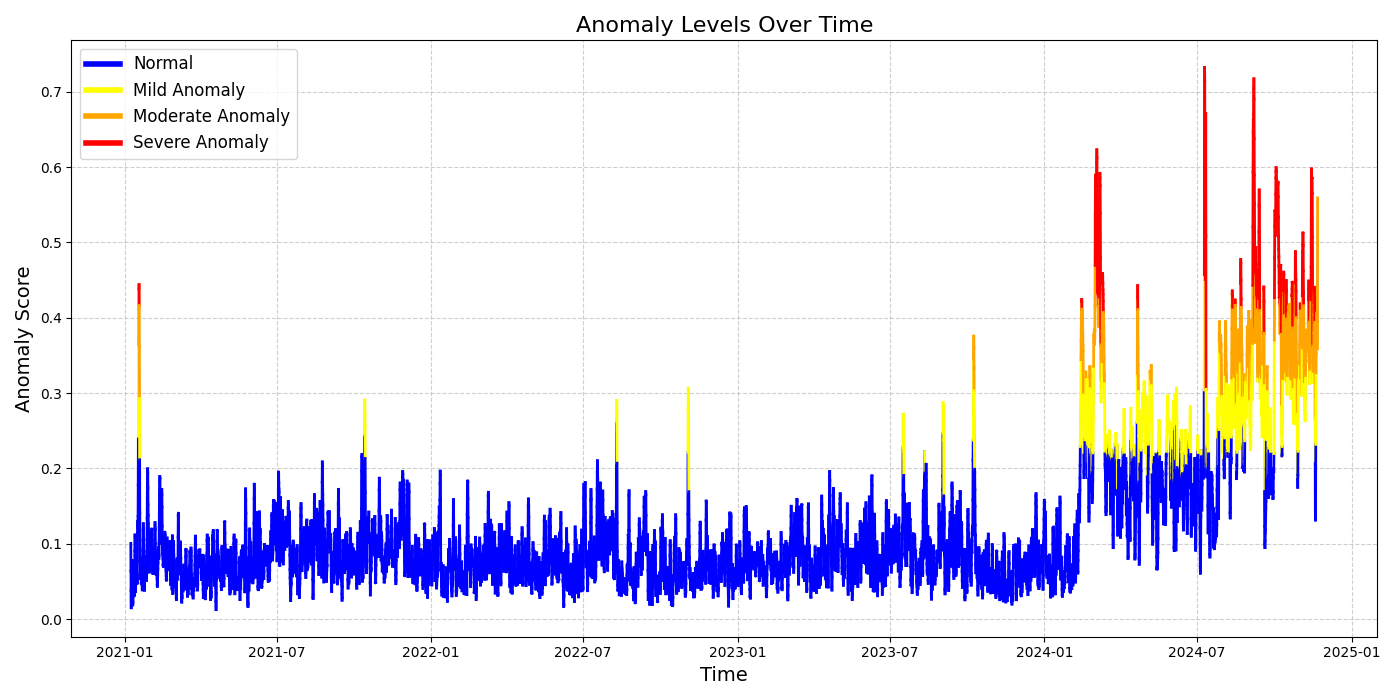 Anomaly Levels Over Time
Normal
Mild Anomaly
Moderate Anomaly
Severe Anomaly
Anomaly Score
0.7
0.6
0.5
0.4
0.3
0.2
0.1
0.0
2021-01 2021-07 2022-01 2022-07 2023-01 2023-07 2024-01 2024-07 2025-01
Time